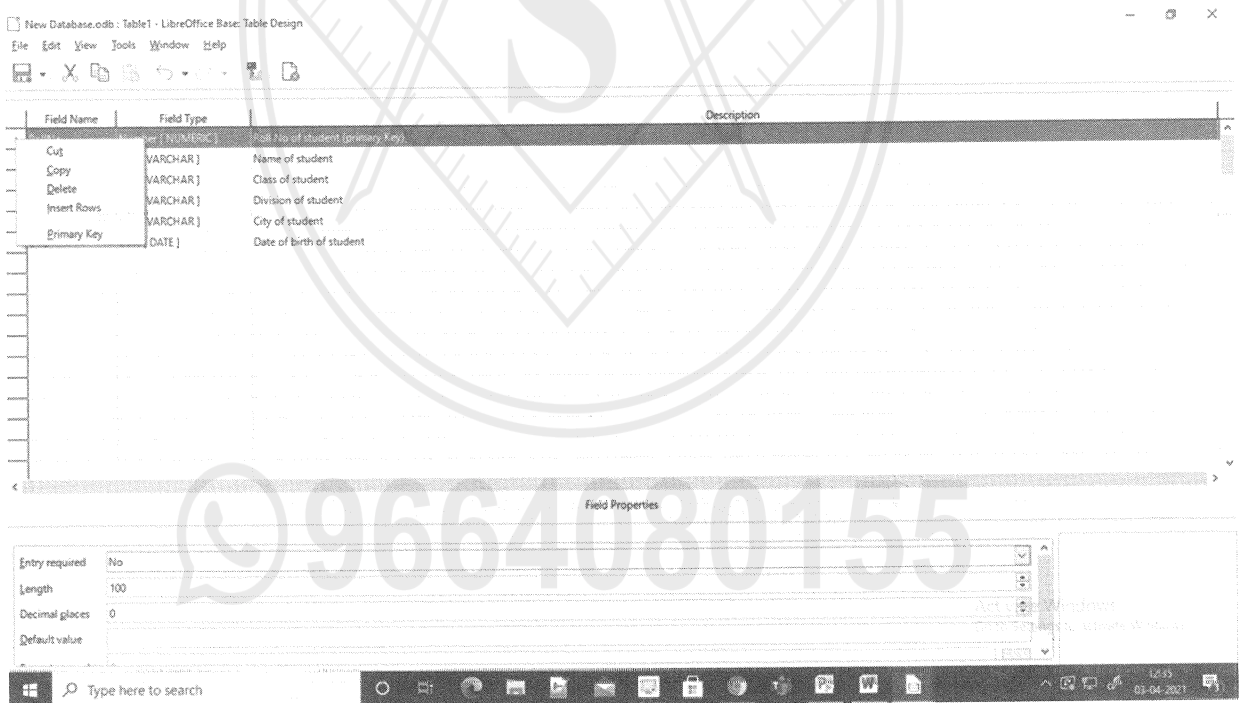 New Database.odb : Table1 - LibreOffice Base: Table Design
File Edit View Tools Window Help
Field Name Field Type Description
[ NUMERIC ] Roll No of student (primary Key)
Cut
VARCHAR ] Name of student
Copy
VARCHAR ] Class of student
Delete
VARCHAR ] Division of student
Insert Rows
VARCHAR ] City of student
Primary Key
DATE ] Date of birth of student
S
9664080155
Field Properties
Entry required No
Length 100
Decimal places 0
Default value
Type here to search
12:35
03-04-2021